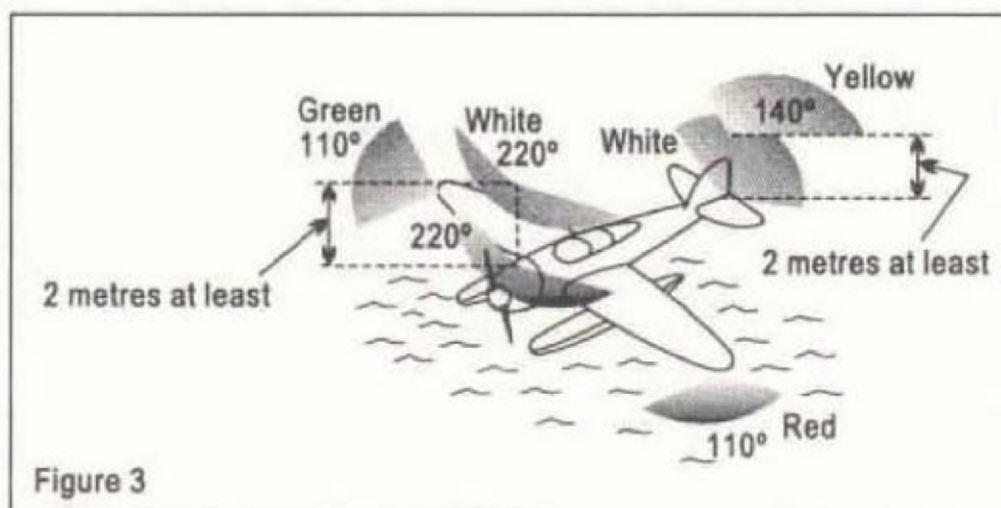 Yellow
140°
Green
110°
White
220°
White
220°
2 metres at least
2 metres at least
Red
110°
Figure 3